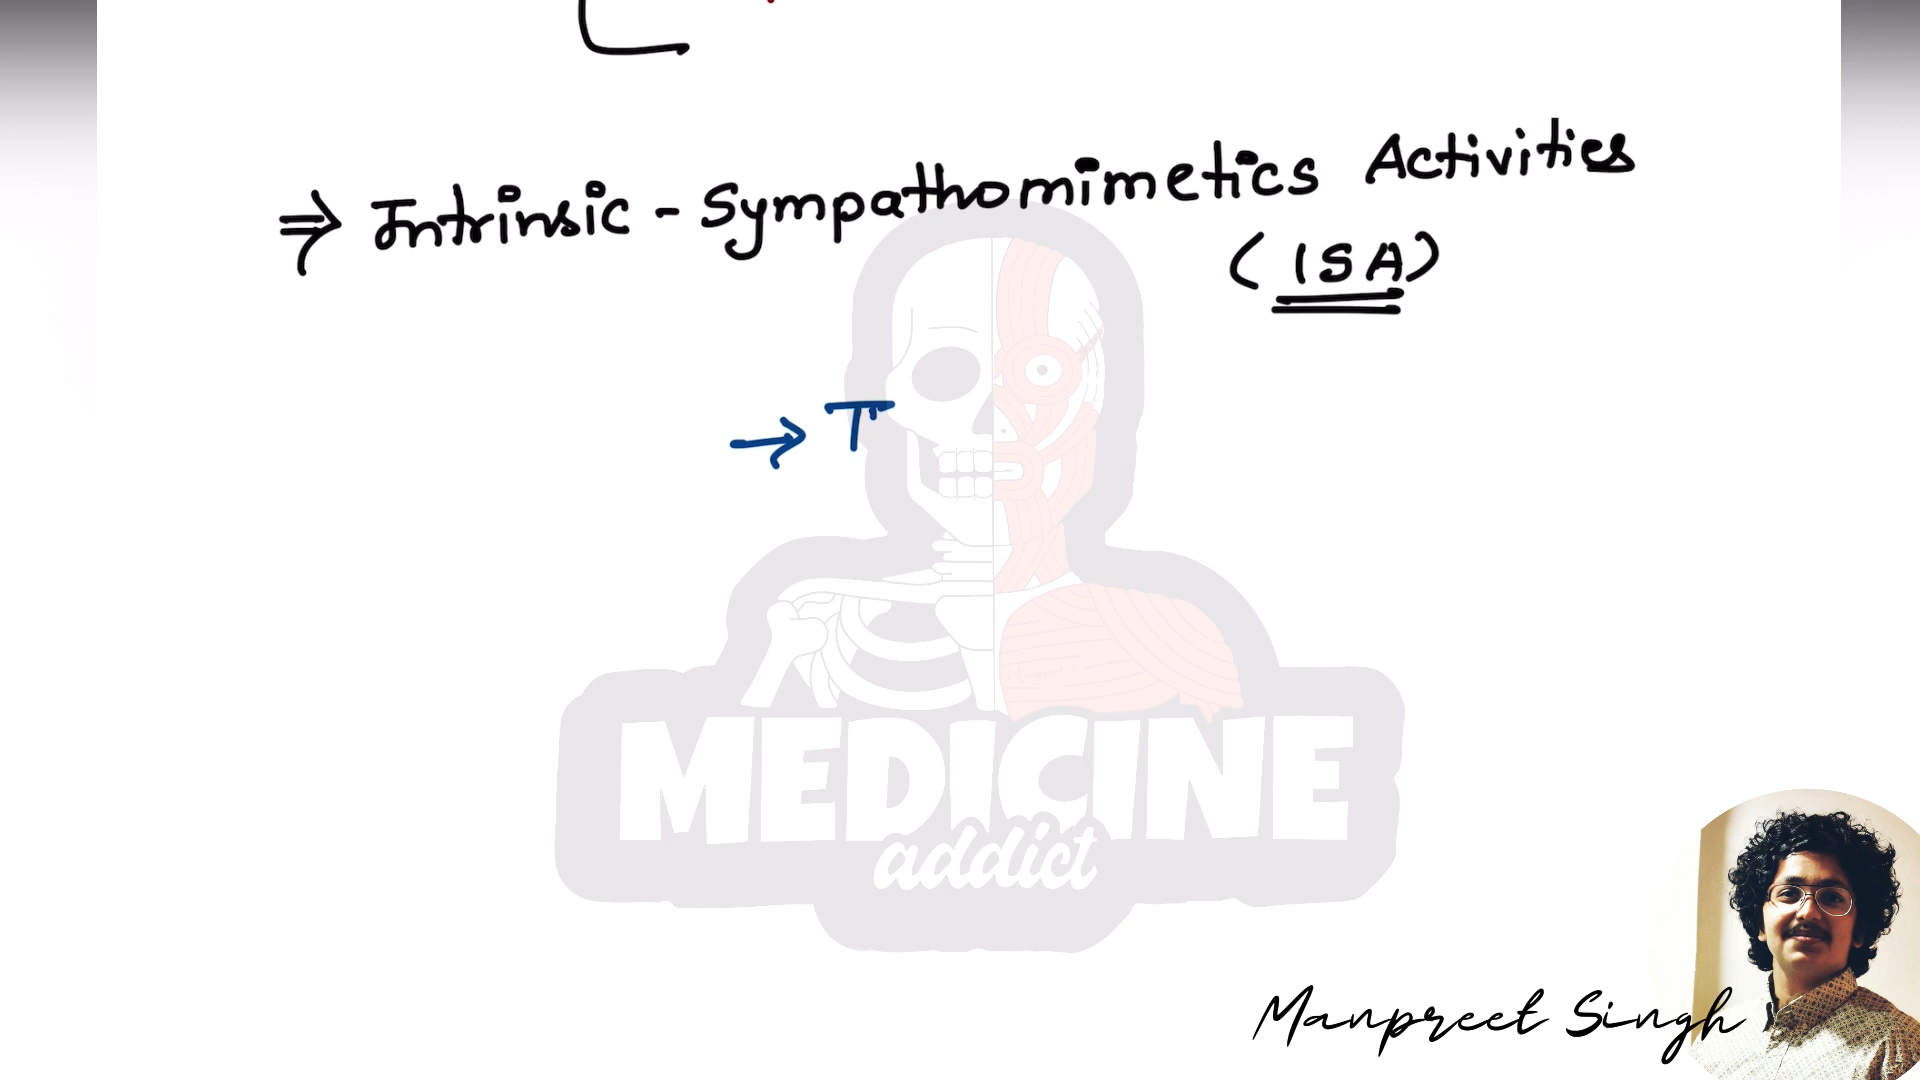 ⇒ Intrinsic - Sympathomimetics Activities
(ISA)
→ T
MEDICINE
addict
Manpreet Singh